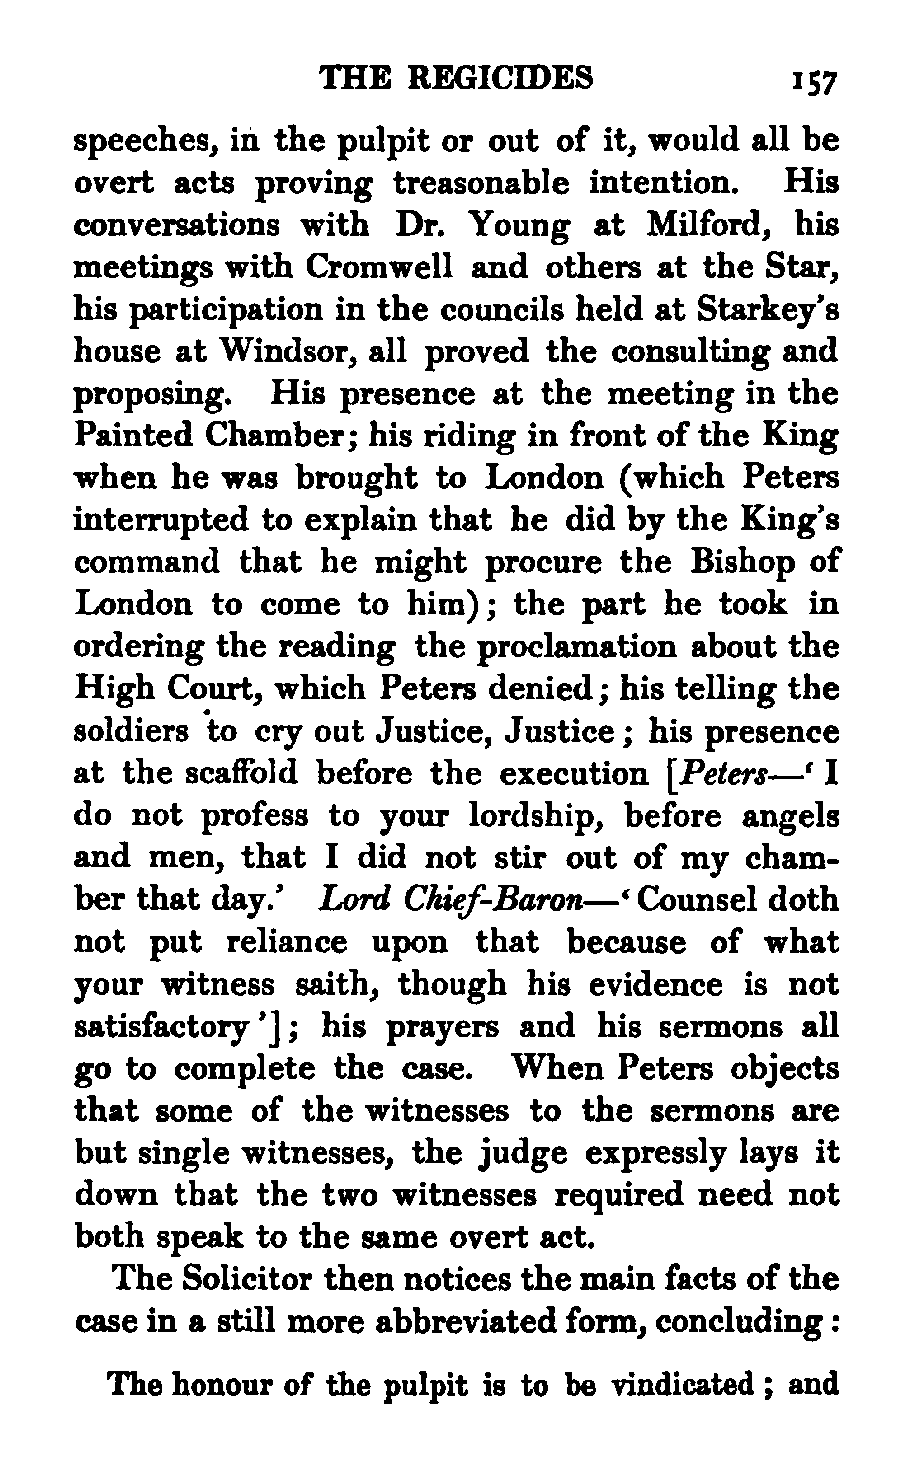 THE REGICIDES 157
speeches, in the pulpit or out of it, would all be
overt acts proving treasonable intention. His
conversations with Dr. Young at Milford, his
meetings with Cromwell and others at the Star,
his participation in the councils held at Starkey's
house at Windsor, all proved the consulting and
proposing. His presence at the meeting in the
Painted Chamber; his riding in front of the King
when he was brought to London (which Peters
interrupted to explain that he did by the King's
command that he might procure the Bishop of
London to come to him); the part he took in
ordering the reading the proclamation about the
High Court, which Peters denied; his telling the
soldiers to cry out Justice, Justice; his presence
at the scaffold before the execution [Peters—‘ I
do not profess to your lordship, before angels
and men, that I did not stir out of my cham-
ber that day.’ Lord Chief-Baron—‘ Counsel doth
not put reliance upon that because of what
your witness saith, though his evidence is not
satisfactory ’]; his prayers and his sermons all
go to complete the case. When Peters objects
that some of the witnesses to the sermons are
but single witnesses, the judge expressly lays it
down that the two witnesses required need not
both speak to the same overt act.
The Solicitor then notices the main facts of the
case in a still more abbreviated form, concluding:
The honour of the pulpit is to be vindicated; and